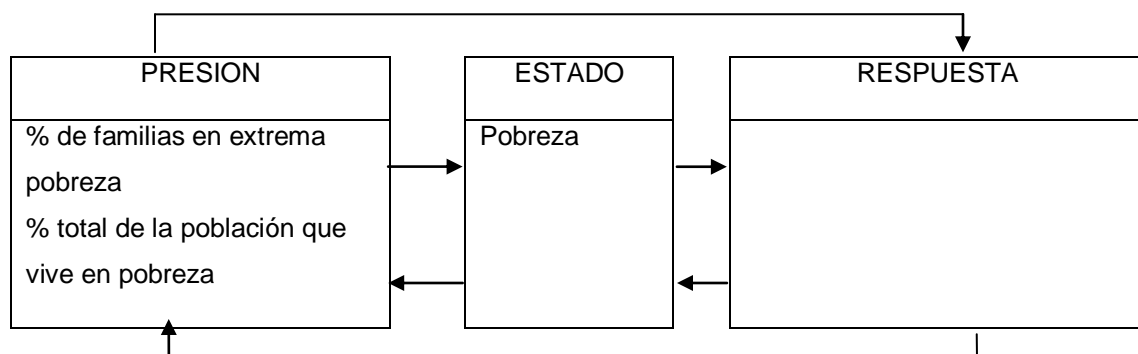 PRESION
ESTADO
RESPUESTA
% de familias en extrema
pobreza
% total de la población que
vive en pobreza
Pobreza